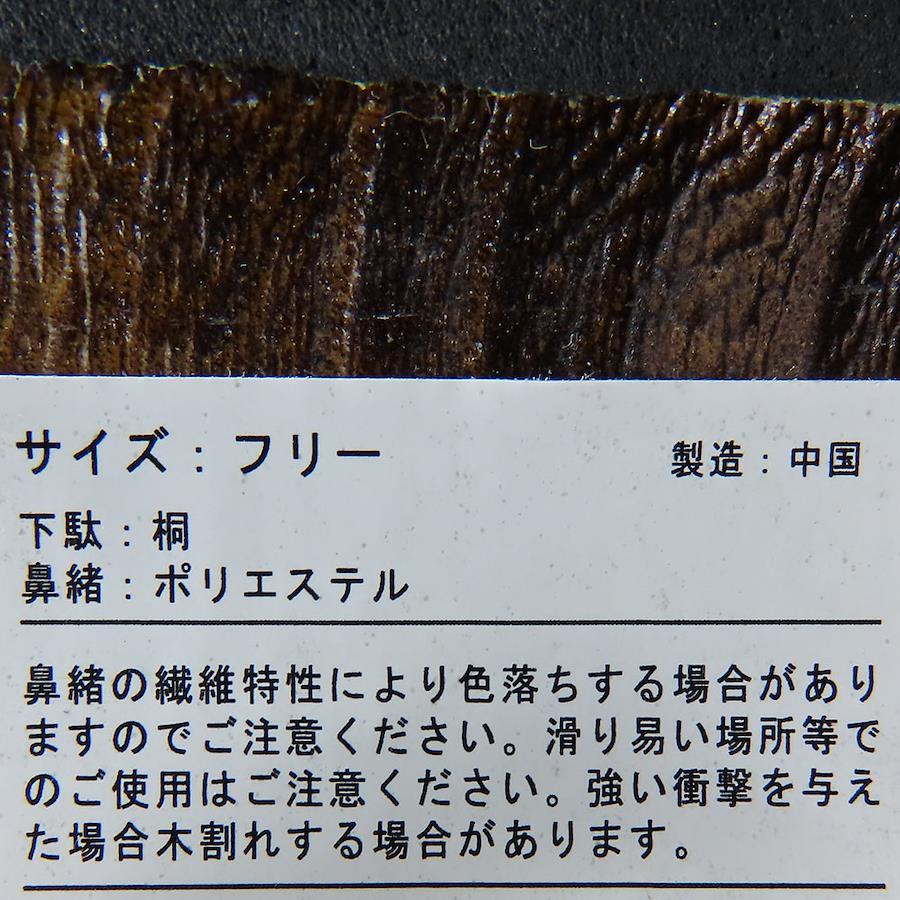 サイズ：フリー 製造：中国
下駄：桐
鼻緒：ポリエステル
鼻緒の繊維特性により色落ちする場合があり
ますのでご注意ください。滑り易い場所等で
のご使用はご注意ください。強い衝撃を与え
た場合木割れする場合があります。